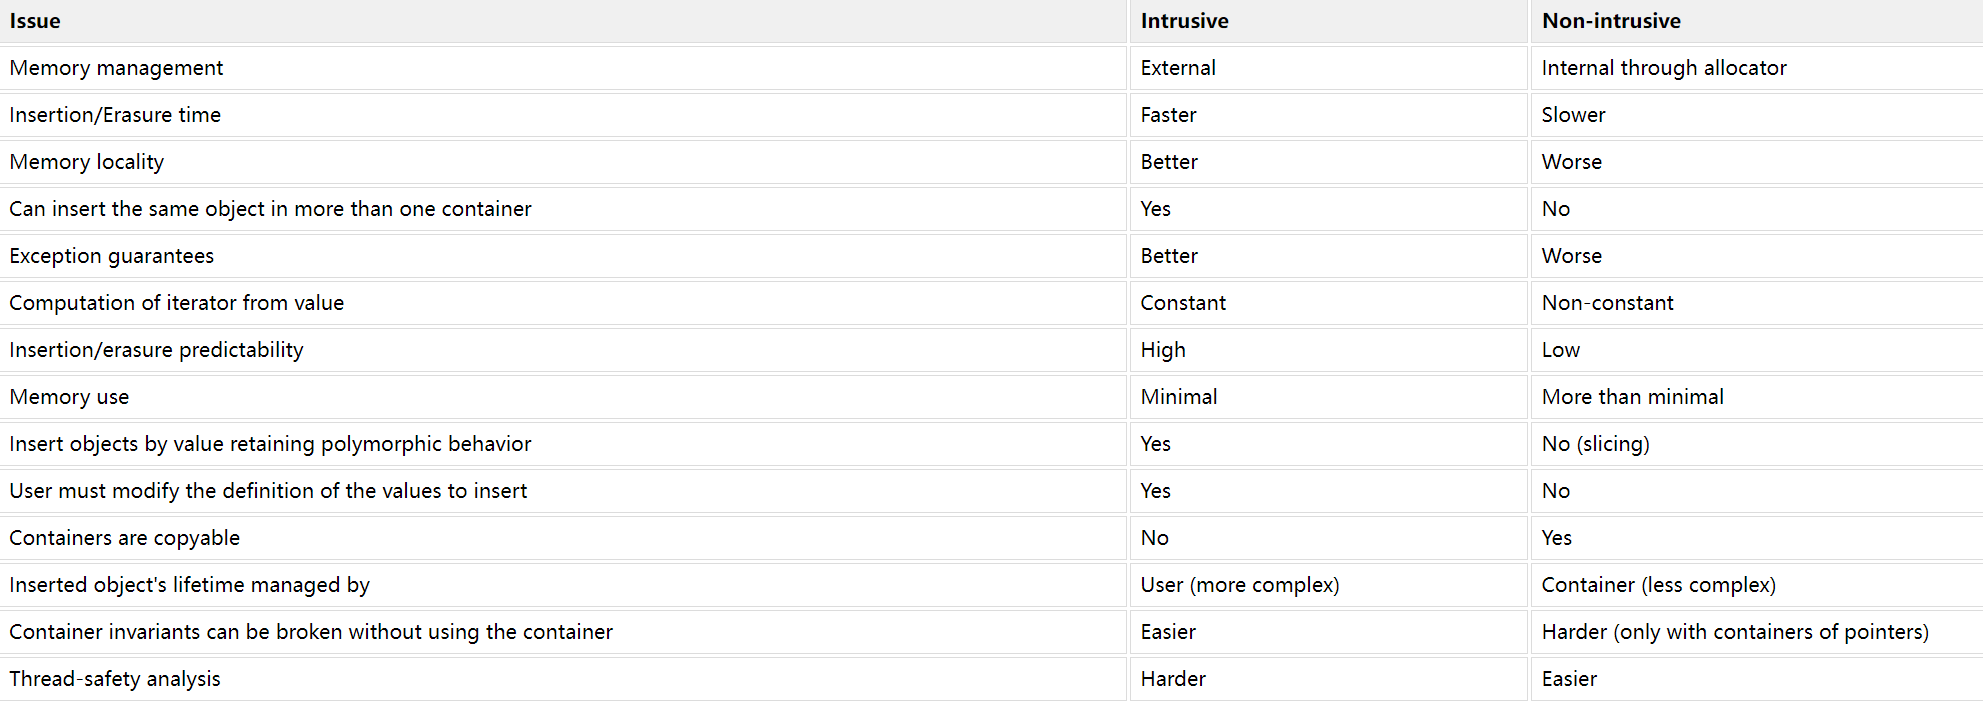 Issue Intrusive Non-intrusive
Memory management External Internal through allocator
Insertion/Erasure time Faster Slower
Memory locality Better Worse
Can insert the same object in more than one container Yes No
Exception guarantees Better Worse
Computation of iterator from value Constant Non-constant
Insertion/erasure predictability High Low
Memory use Minimal More than minimal
Insert objects by value retaining polymorphic behavior Yes No (slicing)
User must modify the definition of the values to insert Yes No
Containers are copyable No Yes
Inserted object's lifetime managed by User (more complex) Container (less complex)
Container invariants can be broken without using the container Easier Harder (only with containers of pointers)
Thread-safety analysis Harder Easier